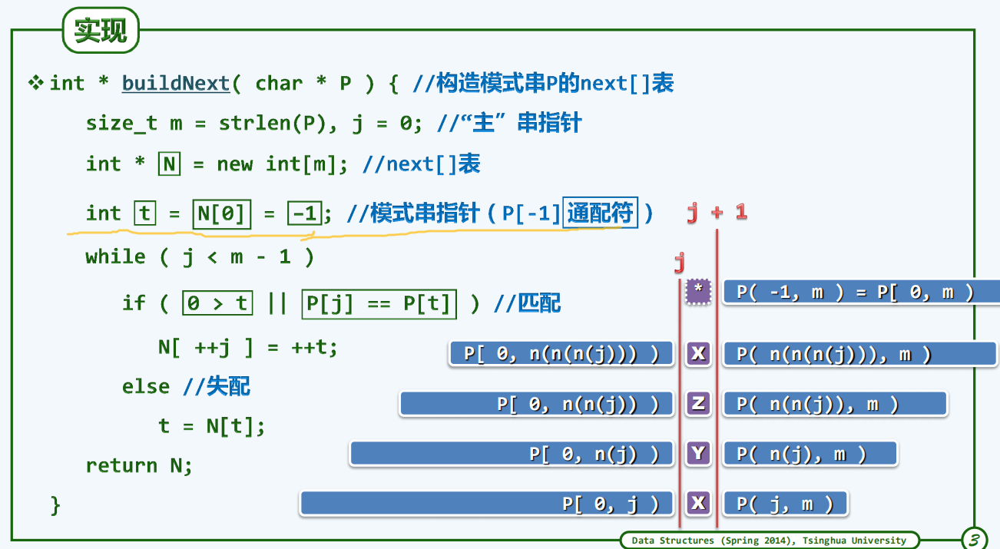 实现
❖ int * buildNext( char * P ) { //构造模式串P的next[]表
size_t m = strlen(P), j = 0; //“主” 串指针
int * N = new int[m]; //next[]表
int t = N[0] = -1; //模式串指针(P[-1]通配符)
j + 1
while ( j < m - 1 )
j
* P( -1, m ) = P[ 0, m )
if ( 0 > t || P[j] == P[t] ) //匹配
N[ ++j ] = ++t;
P[ 0, n(n(n(j))) ) X P( n(n(n(j))), m )
else //失配
P[ 0, n(n(j)) ) Z P( n(n(j)), m )
t = N[t];
P[ 0, n(j) ) Y P( n(j), m )
return N;
P[ 0, j ) X P( j, m )
}
Data Structures (Spring 2014), Tsinghua University
3